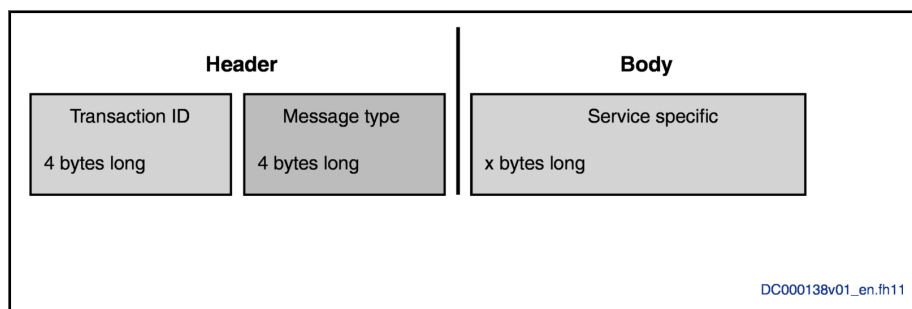 Header
Body
Transaction ID
4 bytes long
Message type
4 bytes long
Service specific
x bytes long
DC000138v01_en.fh11